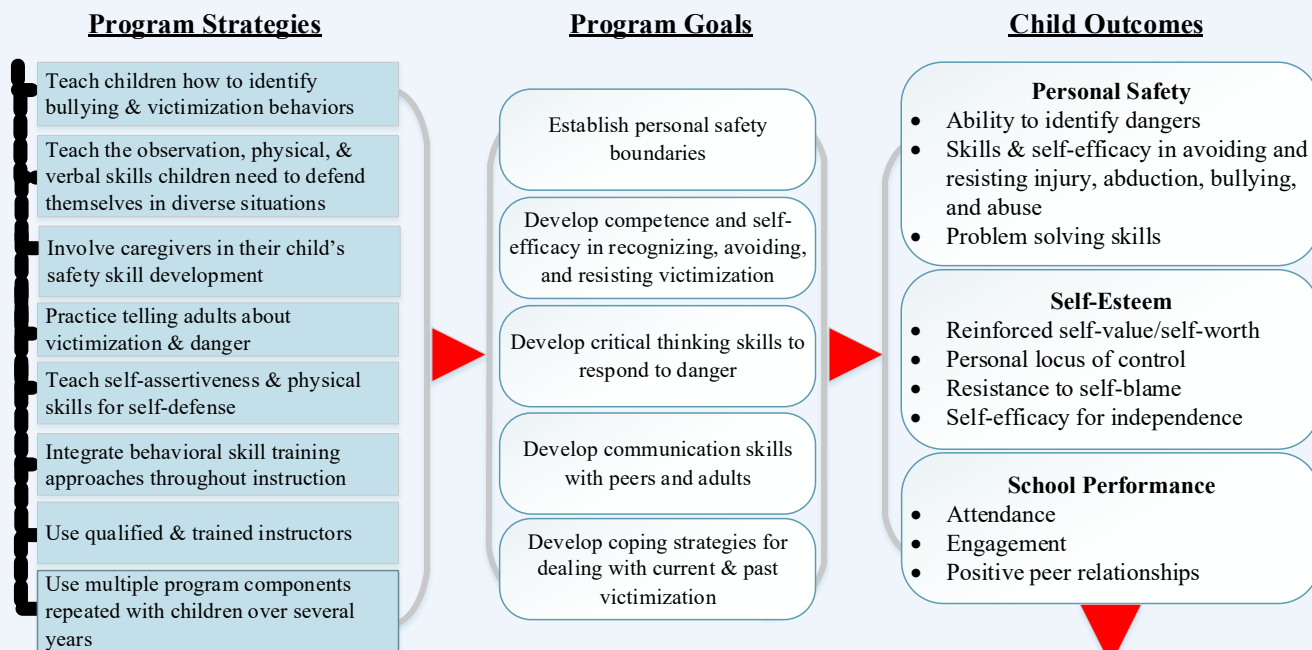 Program Strategies
Teach children how to identify
bullying & victimization behaviors
Teach the observation, physical, &
verbal skills children need to defend
themselves in diverse situations
Involve caregivers in their child's
safety skill development
Practice telling adults about
victimization & danger
Teach self-assertiveness & physical
skills for self-defense
Integrate behavioral skill training
approaches throughout instruction
Use qualified & trained instructors
Use multiple program components
repeated with children over several
years
Program Goals
Establish personal safety
boundaries
Develop competence and self-
efficacy in recognizing, avoiding,
and resisting victimization
Develop critical thinking skills to
respond to danger
Develop communication skills
with peers and adults
Develop coping strategies for
dealing with current & past
victimization
Child Outcomes
Personal Safety
• Ability to identify dangers
• Skills & self-efficacy in avoiding and
resisting injury, abduction, bullying,
and abuse
• Problem solving skills
Self-Esteem
• Reinforced self-value/self-worth
• Personal locus of control
• Resistance to self-blame
• Self-efficacy for independence
School Performance
• Attendance
• Engagement
• Positive peer relationships